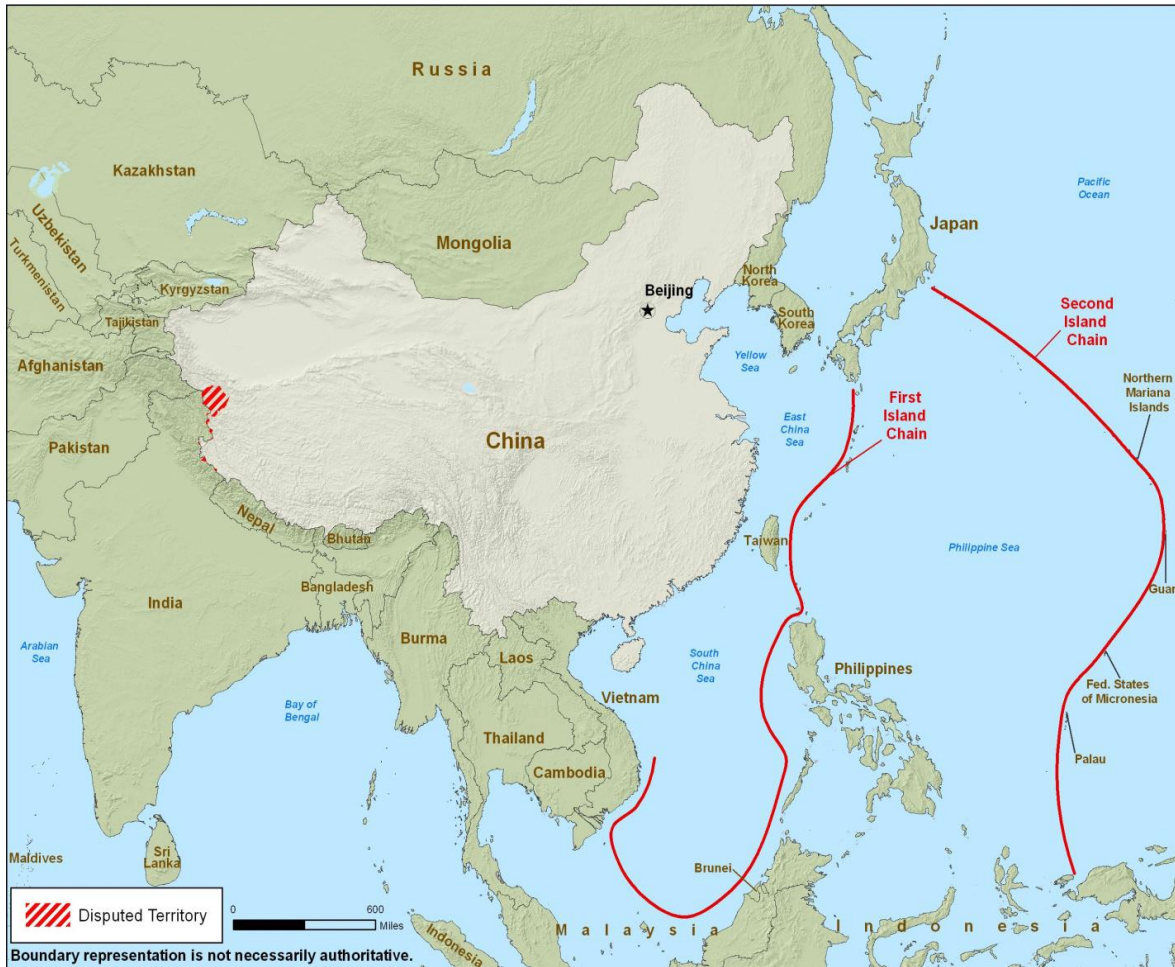 Russia
Kazakhstan
Uzbekistan
Turkmenistan
Kyrgyzstan
Tajikistan
Afghanistan
Pakistan
Mongolia
Beijing
North
Korea
South
Korea
Japan
Pacific
Ocean
Yellow
Sea
East
China
Sea
First
Island
Chain
Second
Island
Chain
Northern
Mariana
Islands
China
Nepal
Bhutan
Bangladesh
India
Burma
Laos
Vietnam
Thailand
Cambodia
Taiwan
Philippine Sea
Guam
South
China
Sea
Philippines
Fed. States
of Micronesia
Palau
Arabian
Sea
Bay of
Bengal
Sri
Lanka
Maldives
Brunei
Malaysia
Indonesia
Indonesia
Disputed Territory
0 600
Miles
Boundary representation is not necessarily authoritative.